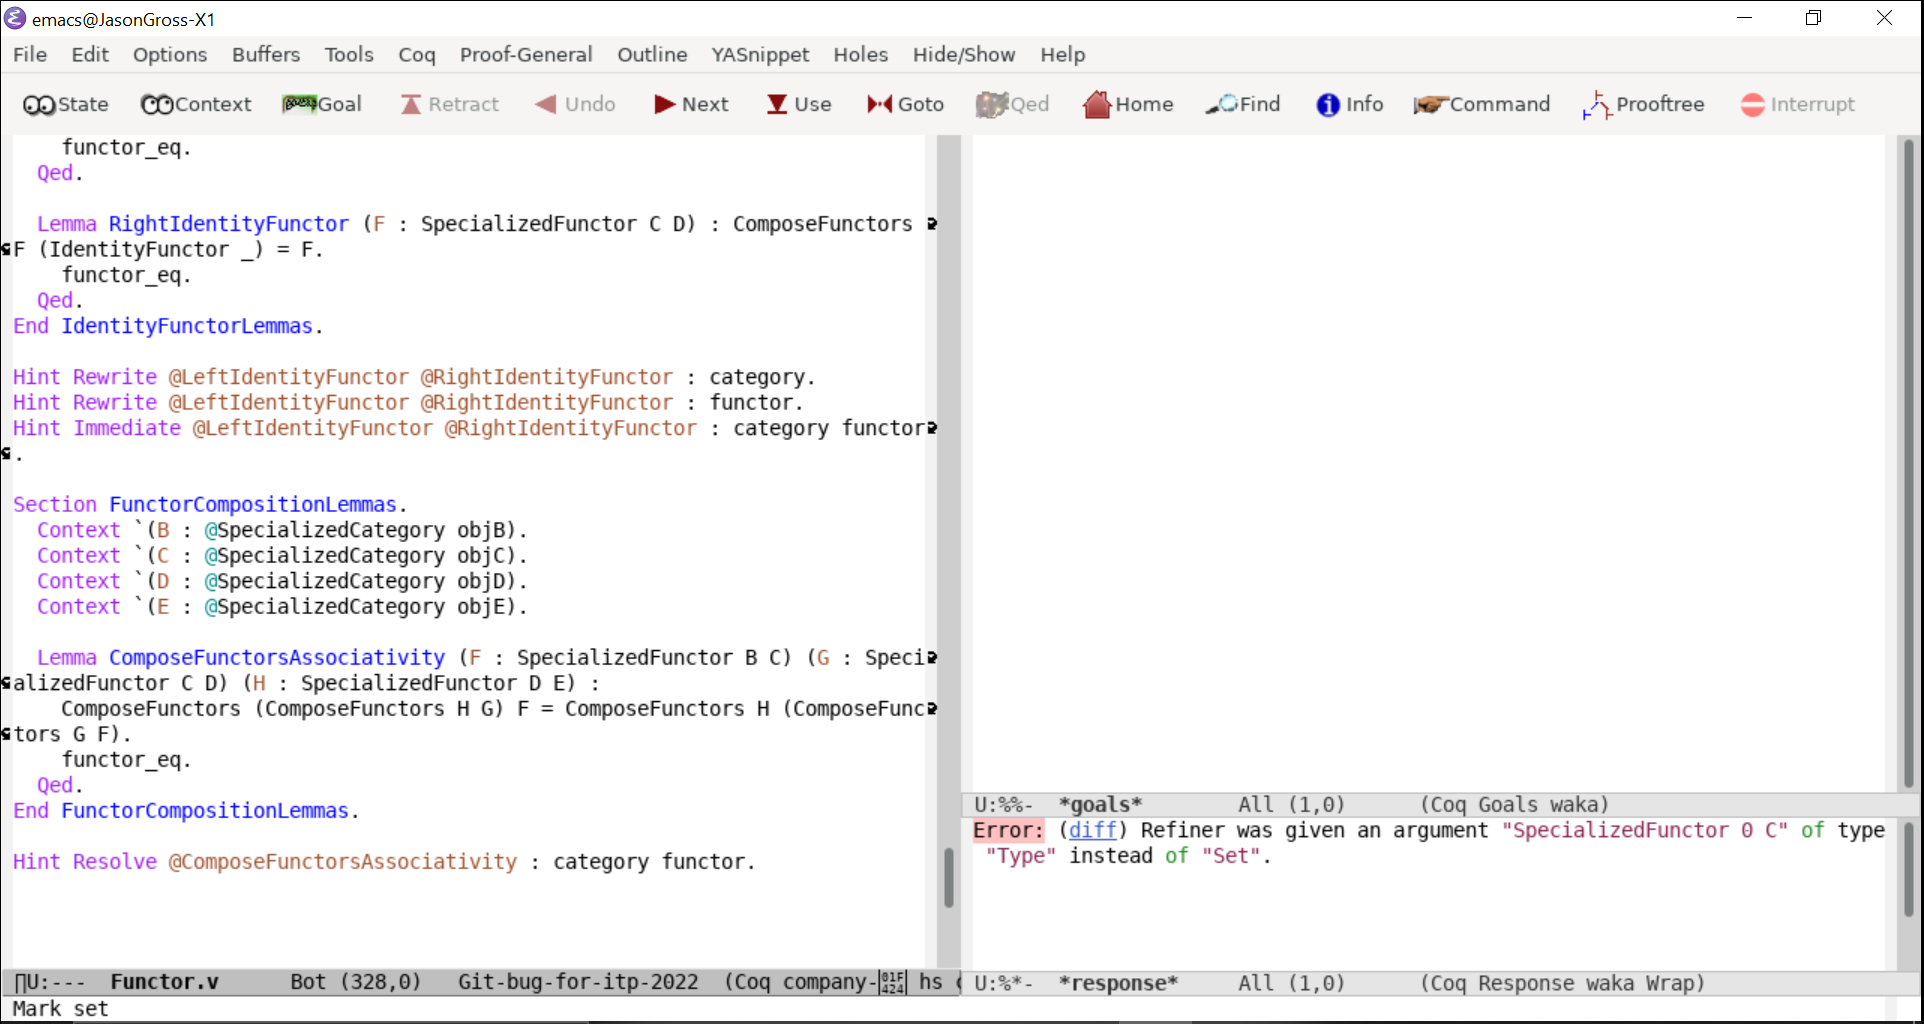 emacs@JasonGross-X1
File Edit Options Buffers Tools Coq Proof-General Outline YASnippet Holes Hide/Show Help
State Context Goal Retract Undo Next Use Goto Qed Home Find Info Command Prooftree Interrupt
    functor_eq.
  Qed.

  Lemma RightIdentityFunctor (F : SpecializedFunctor C D) : ComposeFunctors
F (IdentityFunctor _) = F.
    functor_eq.
  Qed.
End IdentityFunctorLemmas.

Hint Rewrite @LeftIdentityFunctor @RightIdentityFunctor : category.
Hint Rewrite @LeftIdentityFunctor @RightIdentityFunctor : functor.
Hint Immediate @LeftIdentityFunctor @RightIdentityFunctor : category functor
.

Section FunctorCompositionLemmas.
  Context `(B : @SpecializedCategory objB).
  Context `(C : @SpecializedCategory objC).
  Context `(D : @SpecializedCategory objD).
  Context `(E : @SpecializedCategory objE).

  Lemma ComposeFunctorsAssociativity (F : SpecializedFunctor B C) (G : Speci
alizedFunctor C D) (H : SpecializedFunctor D E) :
    ComposeFunctors (ComposeFunctors H G) F = ComposeFunctors H (ComposeFunc
tors G F).
    functor_eq.
  Qed.
End FunctorCompositionLemmas.

Hint Resolve @ComposeFunctorsAssociativity : category functor.
U:--- Functor.v Bot (328,0) Git-bug-for-itp-2022 (Coq company-01F424 hs
Mark set
U:%%- *goals* All (1,0) (Coq Goals waka)
Error: (diff) Refiner was given an argument "SpecializedFunctor 0 C" of type
 "Type" instead of "Set".
U:%*- *response* All (1,0) (Coq Response waka Wrap)